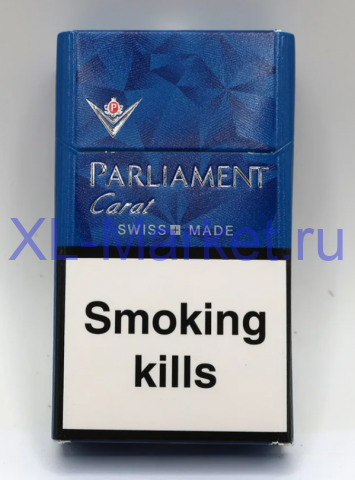 P
PARLIAMENT
Carat
SWISS MADE
XL-Market.ru
Smoking
kills